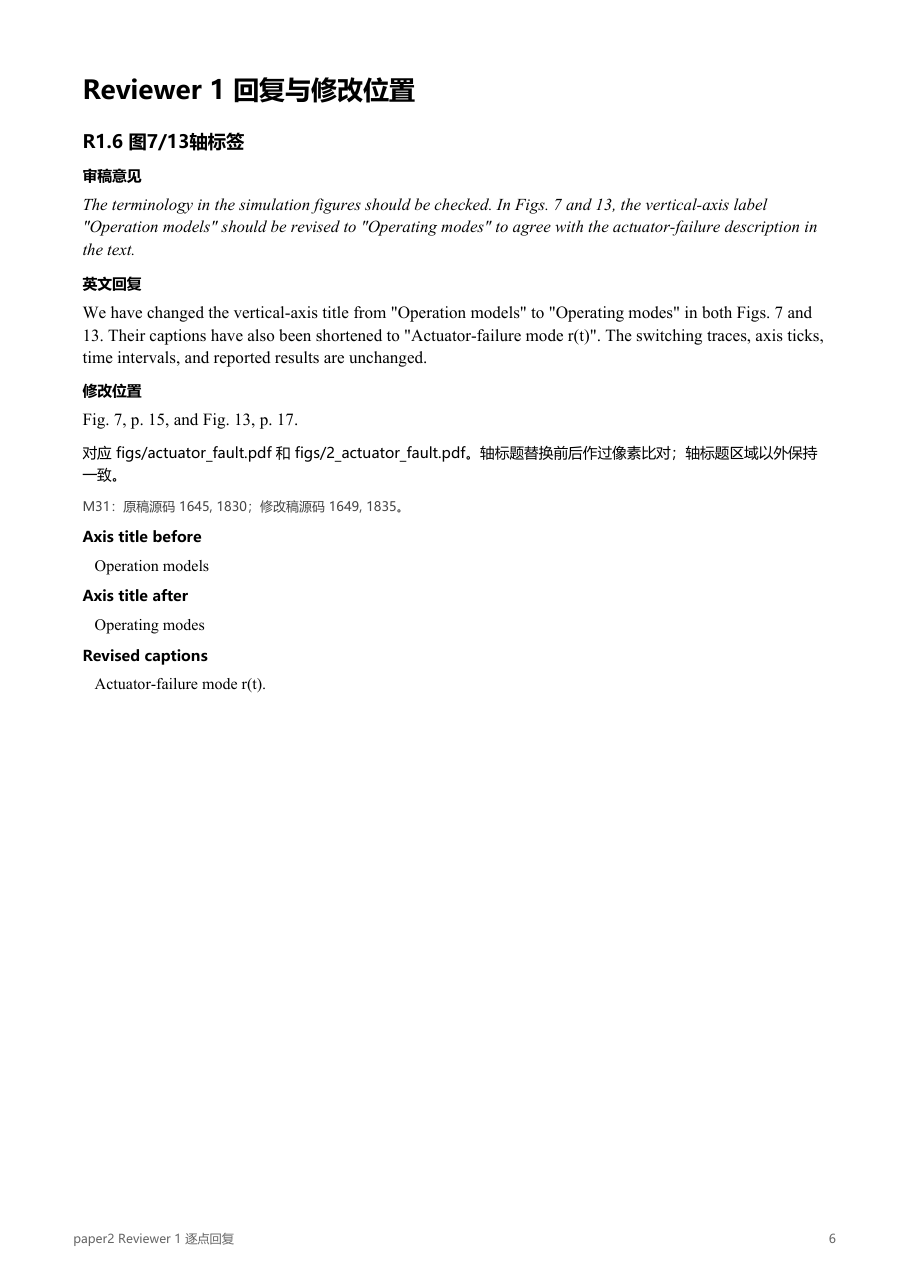 Reviewer 1 回复与修改位置
R1.6 图7/13轴标签
审稿意见
The terminology in the simulation figures should be checked. In Figs. 7 and 13, the vertical-axis label
"Operation models" should be revised to "Operating modes" to agree with the actuator-failure description in
the text.
英文回复
We have changed the vertical-axis title from "Operation models" to "Operating modes" in both Figs. 7 and
13. Their captions have also been shortened to "Actuator-failure mode r(t)". The switching traces, axis ticks,
time intervals, and reported results are unchanged.
修改位置
Fig. 7, p. 15, and Fig. 13, p. 17.
对应 figs/actuator_fault.pdf 和 figs/2_actuator_fault.pdf。轴标题替换前后作过像素比对；轴标题区域以外保持
一致。
M31：原稿源码 1645, 1830；修改稿源码 1649, 1835。
Axis title before
Operation models
Axis title after
Operating modes
Revised captions
Actuator-failure mode r(t).
paper2 Reviewer 1 逐点回复
6